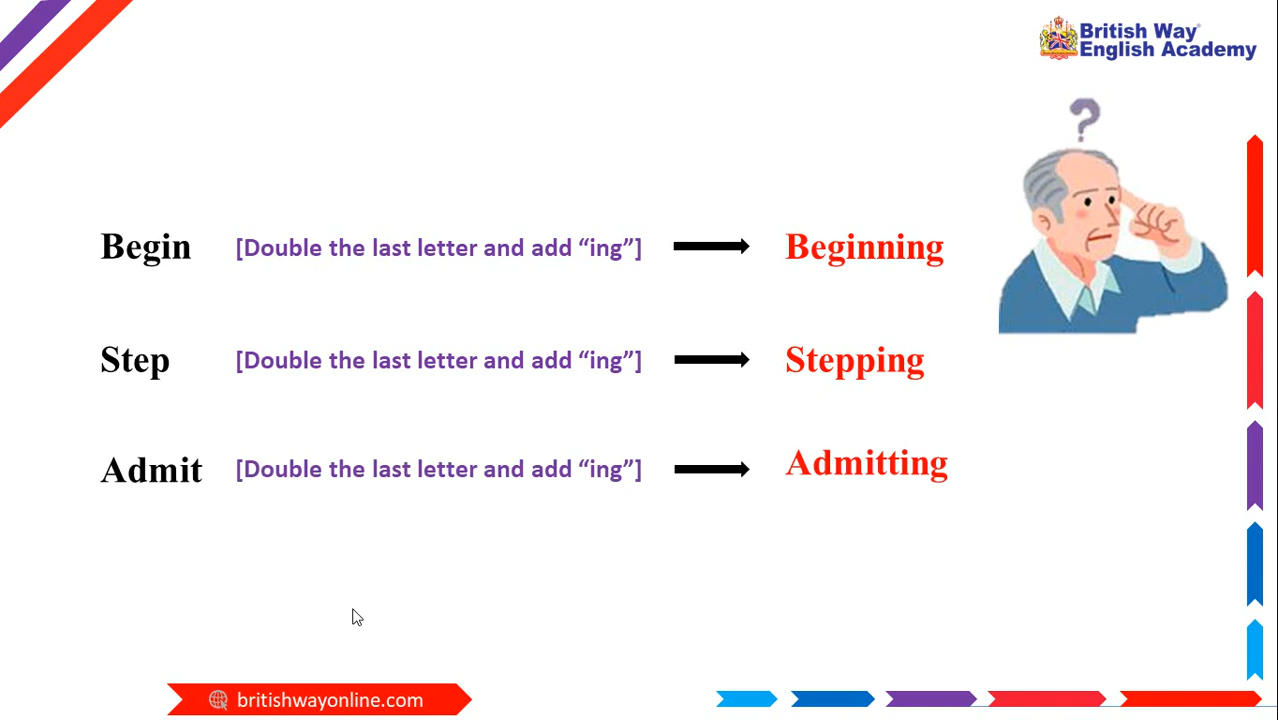 British Way
English Academy
?
Begin [Double the last letter and add “ing”] Beginning
Step [Double the last letter and add “ing”] Stepping
Admit [Double the last letter and add “ing”] Admitting
britishwayonline.com